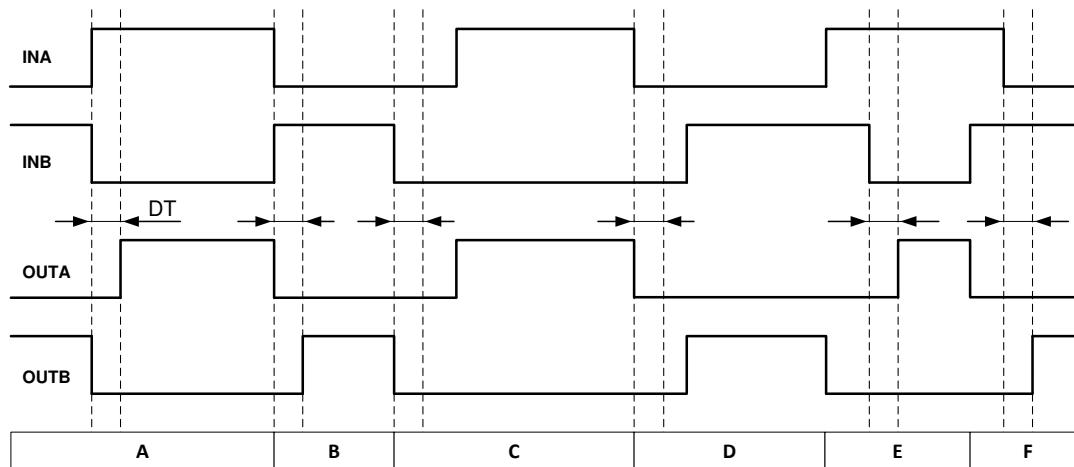 INA
INB
DT
OUTA
OUTB
A B C D E F